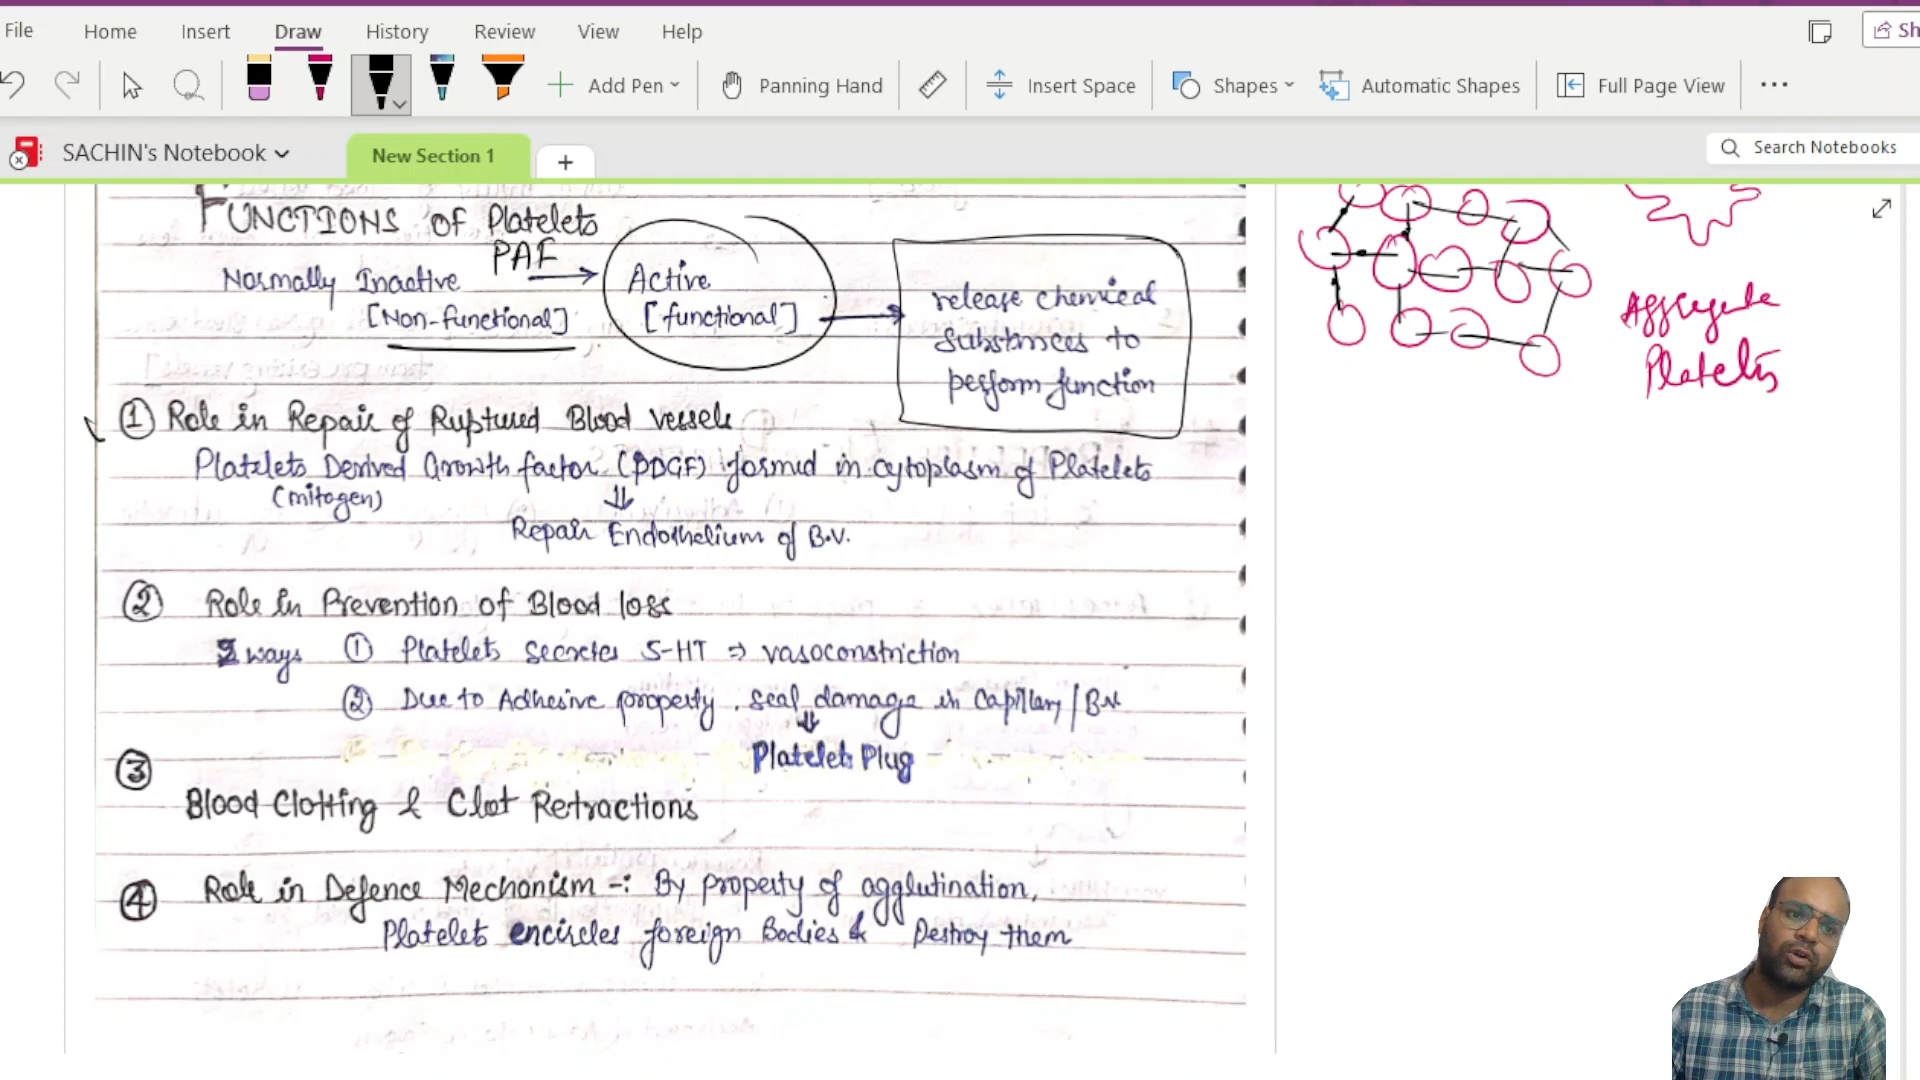 File Home Insert Draw History Review View Help Sh
Add Pen Panning Hand Insert Space Shapes Automatic Shapes Full Page View ...
SACHIN's Notebook New Section 1 + Search Notebooks
FUNCTIONS of Platelets
PAF
Normally Inactive Active
[Non-functional] [functional]
release chemical
substances to
perform function
Aggregate
Platelets
① Role in Repair of Ruptured Blood vessels
Platelets Derived Growth factor (PDGF) formed in cytoplasm of Platelets
(mitogen) ⇓
Repair Endothelium of B.V.
② Role in Prevention of Blood loss
2 ways ① Platelets secretes 5-HT ⇒ vasoconstriction
② Due to Adhesive property, seal damage in Capillary / B.V.
⇓
Platelet Plug
③
Blood Clotting & Clot Retractions
④ Role in Defence Mechanism -: By property of agglutination,
Platelets encircles foreign Bodies & Destroy them